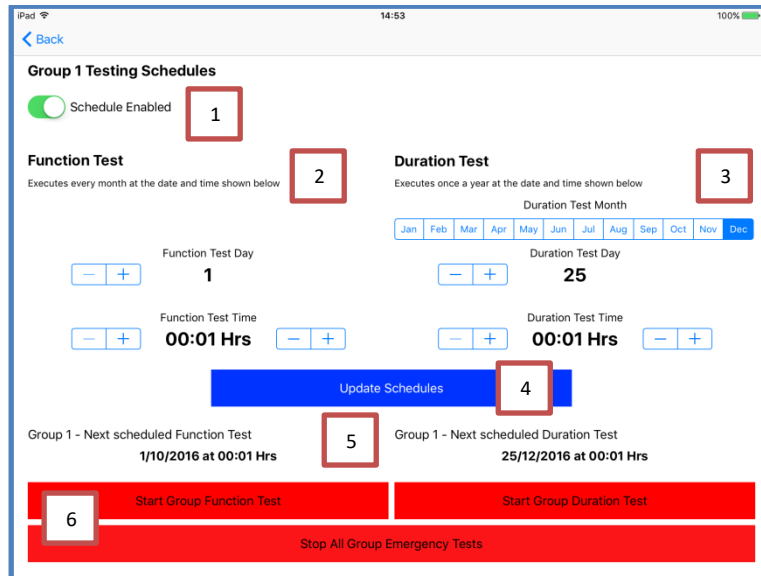 iPad 14:53 100%
Back
Group 1 Testing Schedules
Schedule Enabled 1
Function Test 2
Executes every month at the date and time shown below
Duration Test 3
Executes once a year at the date and time shown below
Duration Test Month
Jan Feb Mar Apr May Jun Jul Aug Sep Oct Nov Dec
Function Test Day
− + 1
Duration Test Day
− + 25
Function Test Time
− + 00:01 Hrs − +
Duration Test Time
− + 00:01 Hrs − +
Update Schedules 4
Group 1 - Next scheduled Function Test 5
1/10/2016 at 00:01 Hrs
Group 1 - Next scheduled Duration Test
25/12/2016 at 00:01 Hrs
Start Group Function Test
Start Group Duration Test
6
Stop All Group Emergency Tests